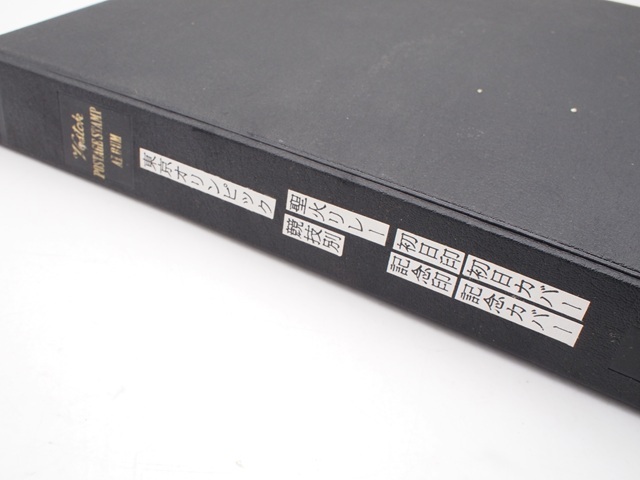 POSTAGE STAMP
ALBUM
東京オリンピック
聖火リレー
競技別
初日印
記念印
初日カバー
記念カバー